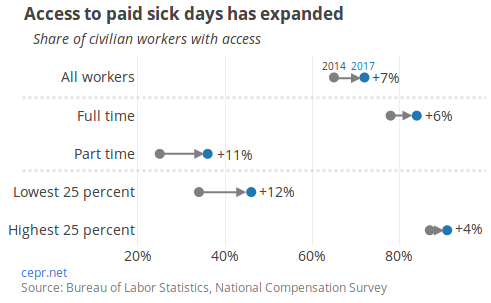 Access to paid sick days has expanded
Share of civilian workers with access
2014 2017
All workers +7%
Full time +6%
Part time +11%
Lowest 25 percent +12%
Highest 25 percent +4%
20% 40% 60% 80%
cepr.net
Source: Bureau of Labor Statistics, National Compensation Survey